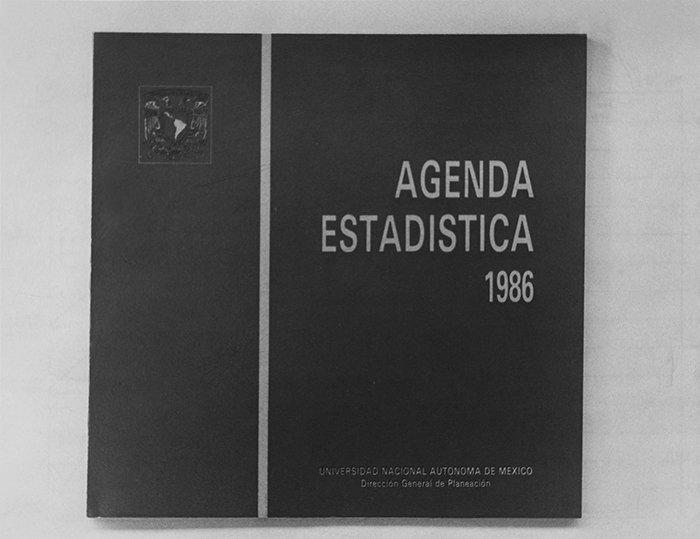 AGENDA
ESTADISTICA
1986
UNIVERSIDAD NACIONAL AUTONOMA DE MEXICO
Dirección General de Planeación